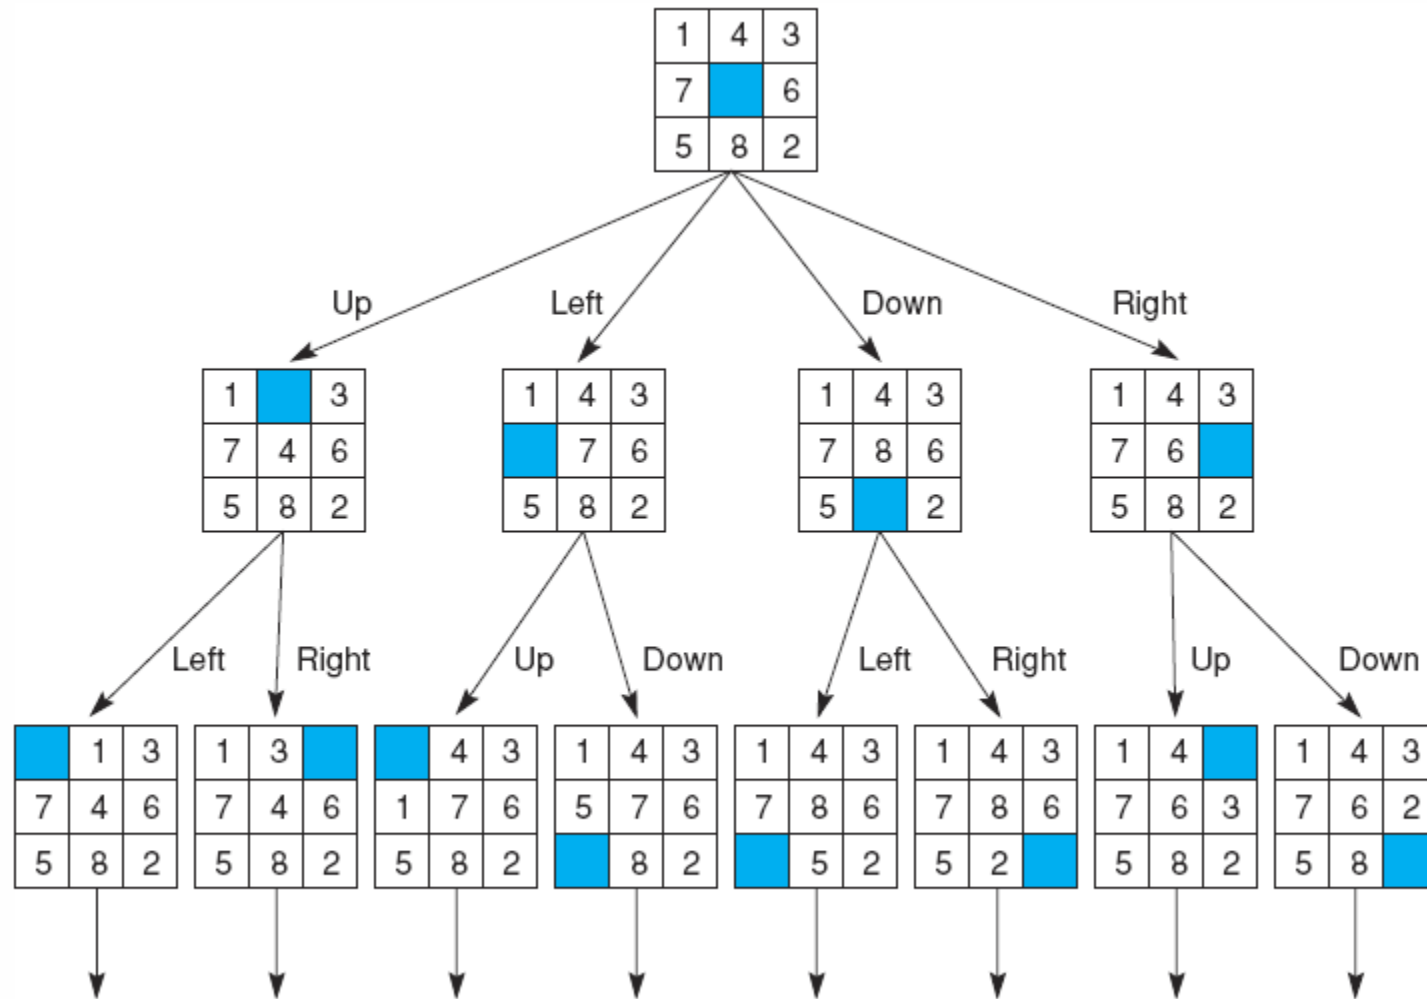 1 4 3
7 6
5 8 2
Up Left Down Right
1 3 1 4 3 1 4 3 1 4 3
7 4 6 7 6 7 8 6 7 6
5 8 2 5 8 2 5 2 5 8 2
Left Right Up Down Left Right Up Down
1 3 1 3 4 3 1 4 3 1 4 3 1 4 3 1 4 1 4 3
7 4 6 7 4 6 1 7 6 5 7 6 7 8 6 7 8 6 7 6 3 7 6 2
5 8 2 5 8 2 5 8 2 8 2 5 2 5 2 5 8 2 5 8